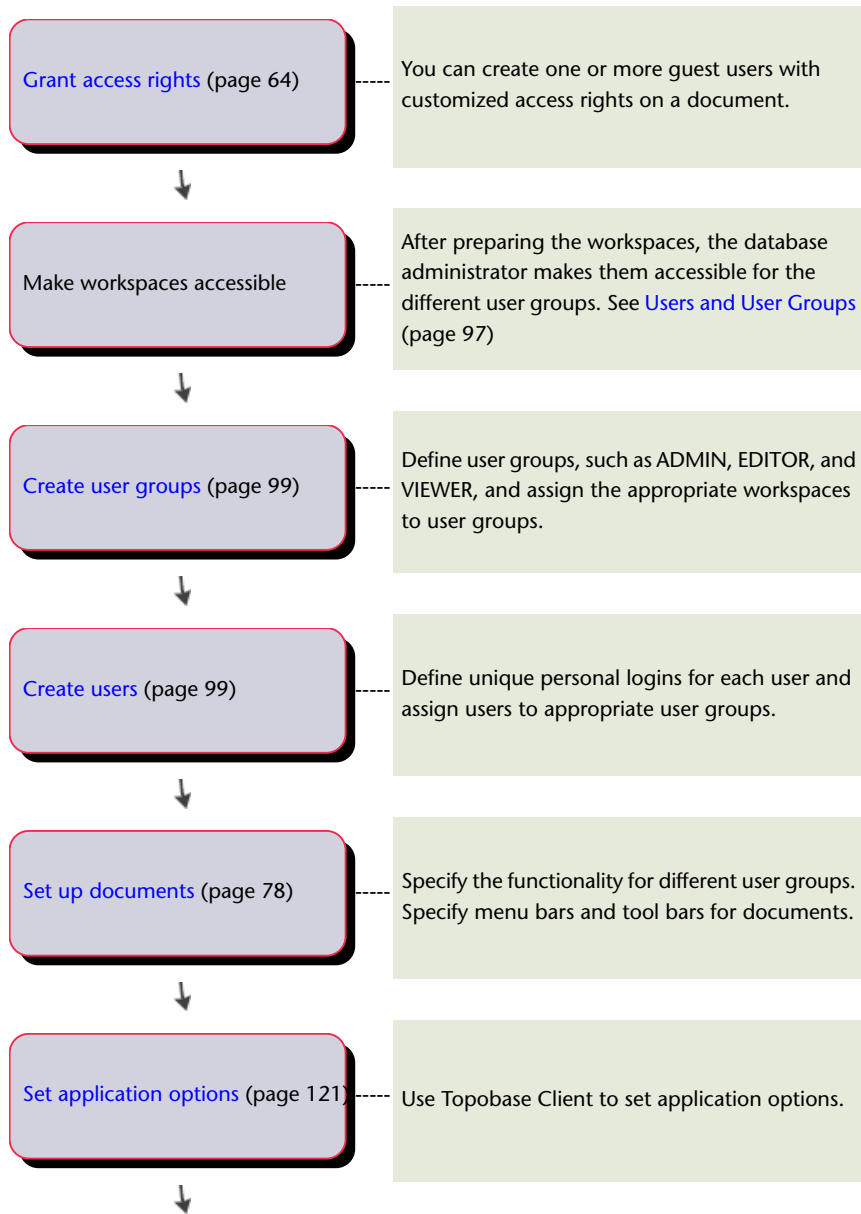 Grant access rights (page 64)
You can create one or more guest users with
customized access rights on a document.
Make workspaces accessible
After preparing the workspaces, the database
administrator makes them accessible for the
different user groups. See Users and User Groups
(page 97)
Create user groups (page 99)
Define user groups, such as ADMIN, EDITOR, and
VIEWER, and assign the appropriate workspaces
to user groups.
Create users (page 99)
Define unique personal logins for each user and
assign users to appropriate user groups.
Set up documents (page 78)
Specify the functionality for different user groups.
Specify menu bars and tool bars for documents.
Set application options (page 121)
Use Topobase Client to set application options.